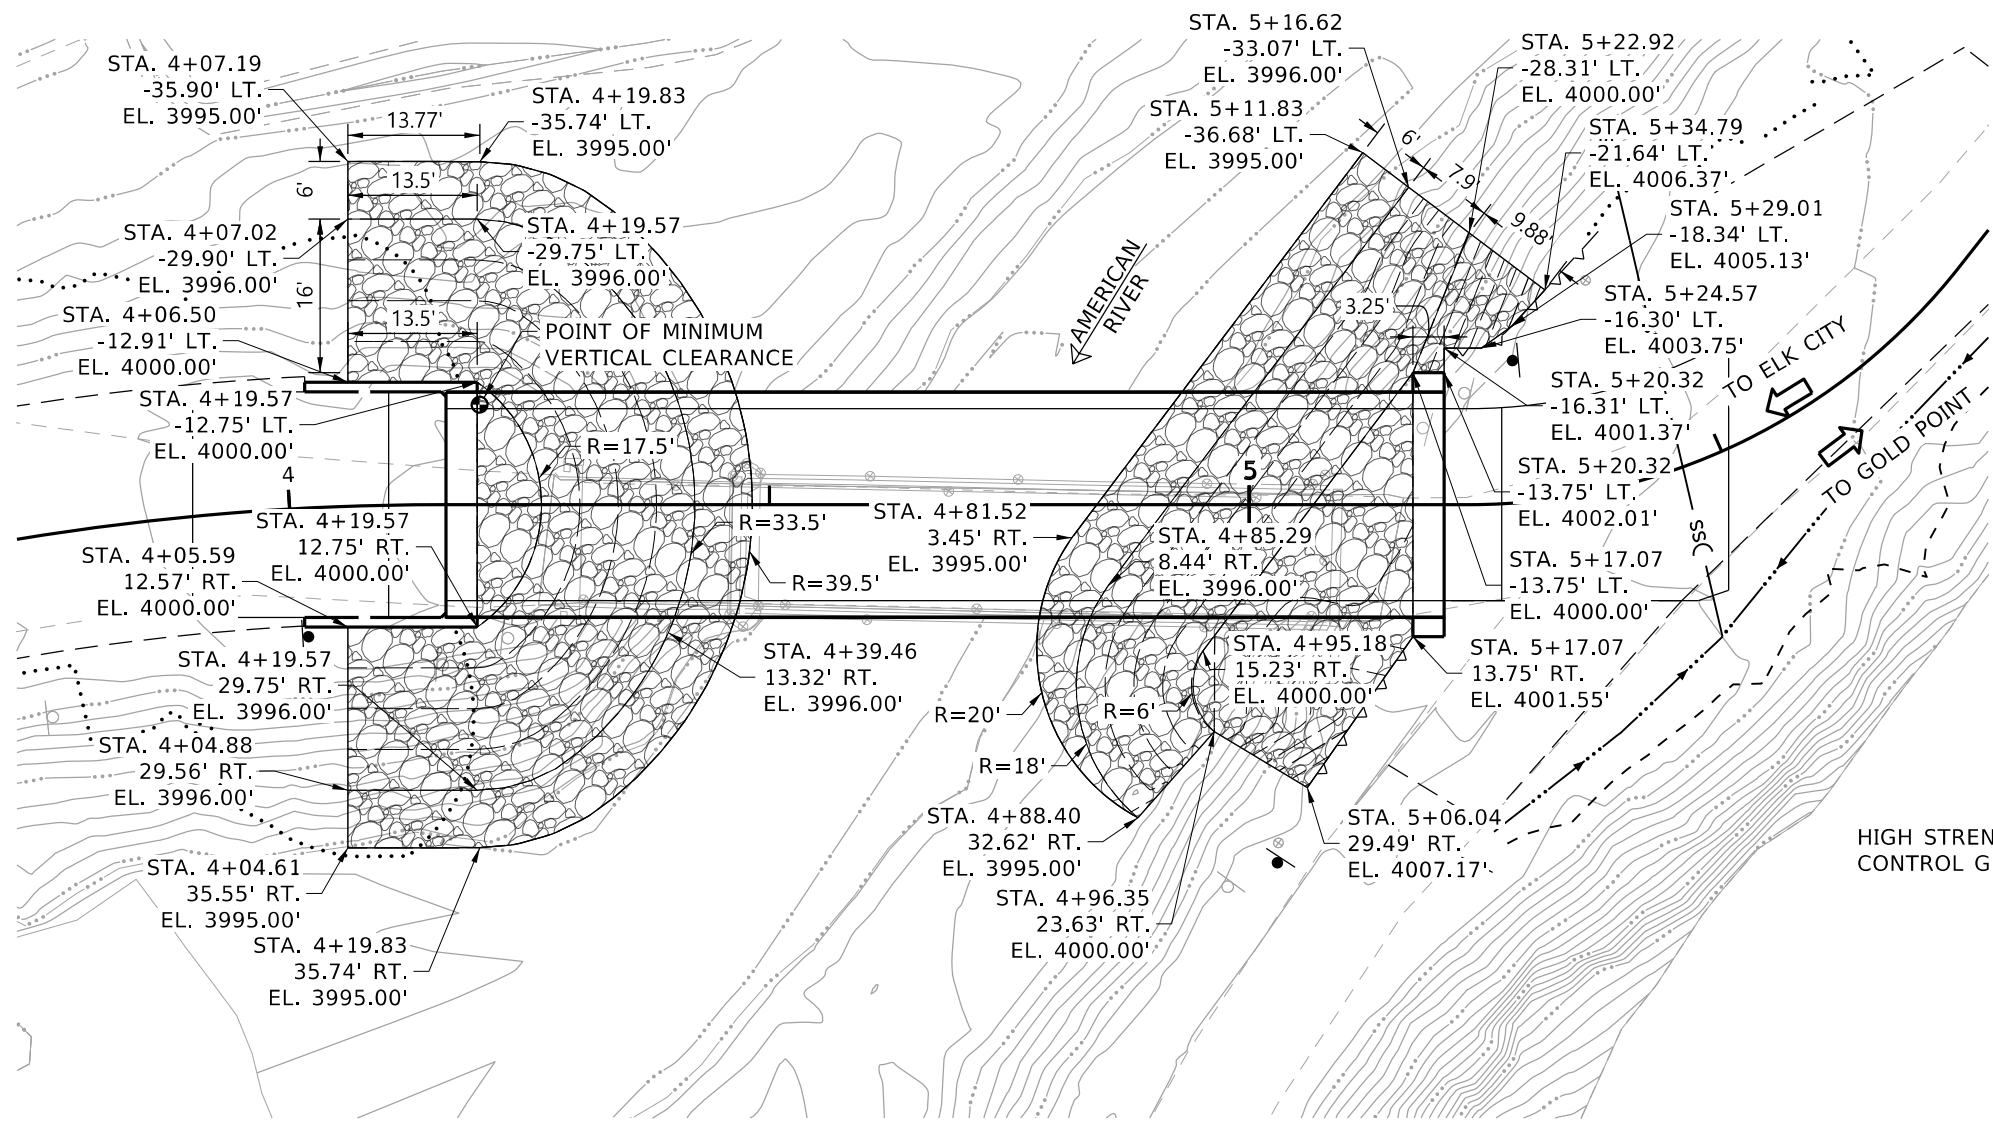 STA. 4+07.19
-35.90' LT.
EL. 3995.00'
13.77'
STA. 4+19.83
-35.74' LT.
EL. 3995.00'
6'
13.5'
STA. 4+07.02
-29.90' LT.
EL. 3996.00'
STA. 4+19.57
-29.75' LT.
EL. 3996.00'
16'
STA. 4+06.50
-12.91' LT.
EL. 4000.00'
13.5'
POINT OF MINIMUM
VERTICAL CLEARANCE
STA. 4+19.57
-12.75' LT.
EL. 4000.00'
R=17.5'
4
STA. 4+19.57
12.75' RT.
EL. 4000.00'
R=33.5'
STA. 4+05.59
12.57' RT.
EL. 4000.00'
R=39.5'
STA. 4+19.57
29.75' RT.
EL. 3996.00'
STA. 4+39.46
13.32' RT.
EL. 3996.00'
STA. 4+04.88
29.56' RT.
EL. 3996.00'
STA. 4+04.61
35.55' RT.
EL. 3995.00'
STA. 4+19.83
35.74' RT.
EL. 3995.00'
STA. 5+16.62
-33.07' LT.
EL. 3996.00'
STA. 5+11.83
-36.68' LT.
EL. 3995.00'
6'
7.9'
9.88'
STA. 5+22.92
-28.31' LT.
EL. 4000.00'
STA. 5+34.79
-21.64' LT.
EL. 4006.37'
STA. 5+29.01
-18.34' LT.
EL. 4005.13'
AMERICAN
RIVER
3.25'
STA. 5+24.57
-16.30' LT.
EL. 4003.75'
TO ELK CITY
STA. 5+20.32
-16.31' LT.
EL. 4001.37'
TO GOLD POINT
5
STA. 5+20.32
-13.75' LT.
EL. 4002.01'
STA. 4+81.52
3.45' RT.
EL. 3995.00'
STA. 4+85.29
8.44' RT.
EL. 3996.00'
SS
STA. 5+17.07
-13.75' LT.
EL. 4000.00'
STA. 4+95.18
15.23' RT.
EL. 4000.00'
STA. 5+17.07
13.75' RT.
EL. 4001.55'
R=20'
R=6'
R=18'
STA. 4+88.40
32.62' RT.
EL. 3995.00'
STA. 5+06.04
29.49' RT.
EL. 4007.17'
STA. 4+96.35
23.63' RT.
EL. 4000.00'
HIGH STREN
CONTROL G